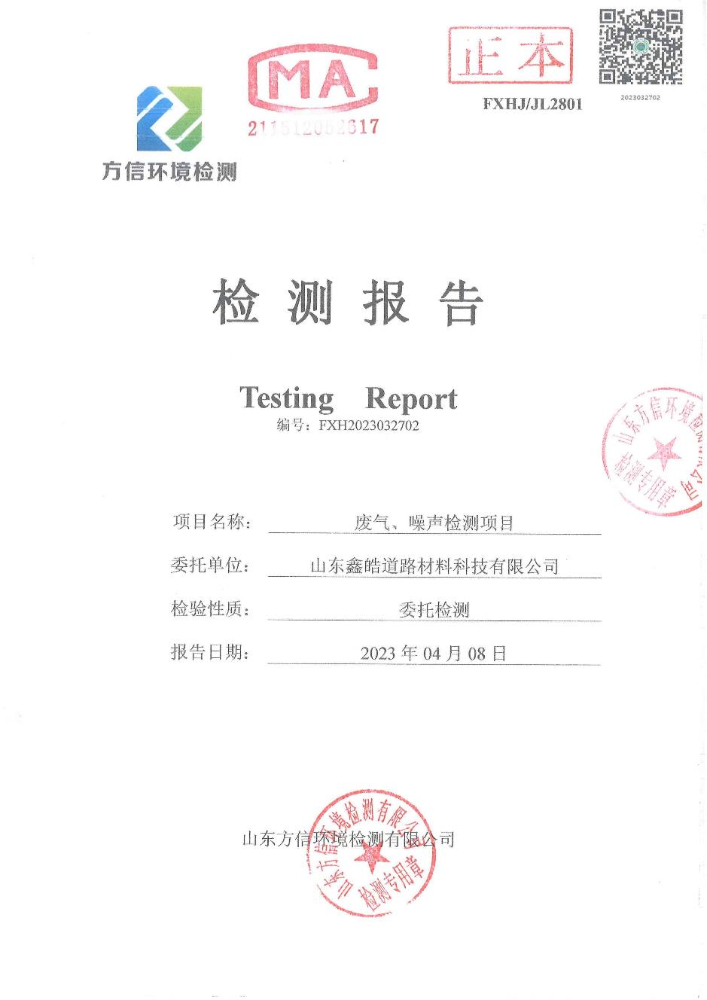 MA
211512052617
正本
FXHJ/JL2801
2023032702
方信环境检测
检测报告
Testing Report
编号：FXH2023032702
山东方信环境检测有限公司
检测专用章
项目名称：废气、噪声检测项目
委托单位：山东鑫皓道路材料科技有限公司
检验性质：委托检测
报告日期：2023 年 04 月 08 日
山东方信环境检测有限公司
山东方信环境检测有限公司
检测专用章